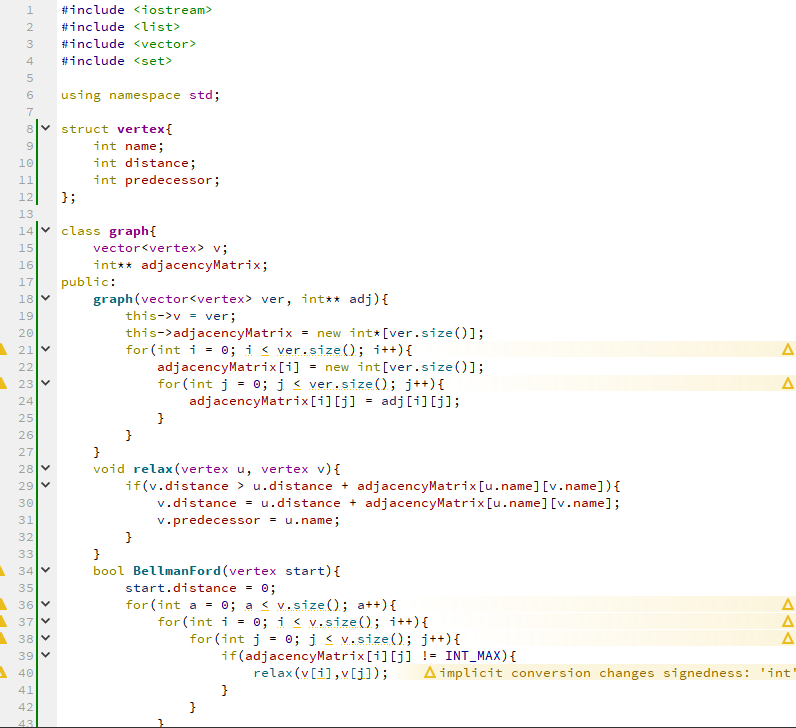 1 #include <iostream>
2 #include <list>
3 #include <vector>
4 #include <set>
5
6 using namespace std;
7
8 struct vertex{
9     int name;
10     int distance;
11     int predecessor;
12 };
13
14 class graph{
15     vector<vertex> v;
16     int** adjacencyMatrix;
17 public:
18     graph(vector<vertex> ver, int** adj){
19         this->v = ver;
20         this->adjacencyMatrix = new int*[ver.size()];
21         for(int i = 0; i < ver.size(); i++){
22             adjacencyMatrix[i] = new int[ver.size()];
23             for(int j = 0; j < ver.size(); j++){
24                 adjacencyMatrix[i][j] = adj[i][j];
25             }
26         }
27     }
28     void relax(vertex u, vertex v){
29         if(v.distance > u.distance + adjacencyMatrix[u.name][v.name]){
30             v.distance = u.distance + adjacencyMatrix[u.name][v.name];
31             v.predecessor = u.name;
32         }
33     }
34     bool BellmanFord(vertex start){
35         start.distance = 0;
36         for(int a = 0; a < v.size(); a++){
37             for(int i = 0; i < v.size(); i++){
38                 for(int j = 0; j < v.size(); j++){
39                     if(adjacencyMatrix[i][j] != INT_MAX){
40                         relax(v[i],v[j]); implicit conversion changes signedness: 'int'
41                     }
42                 }
43             }